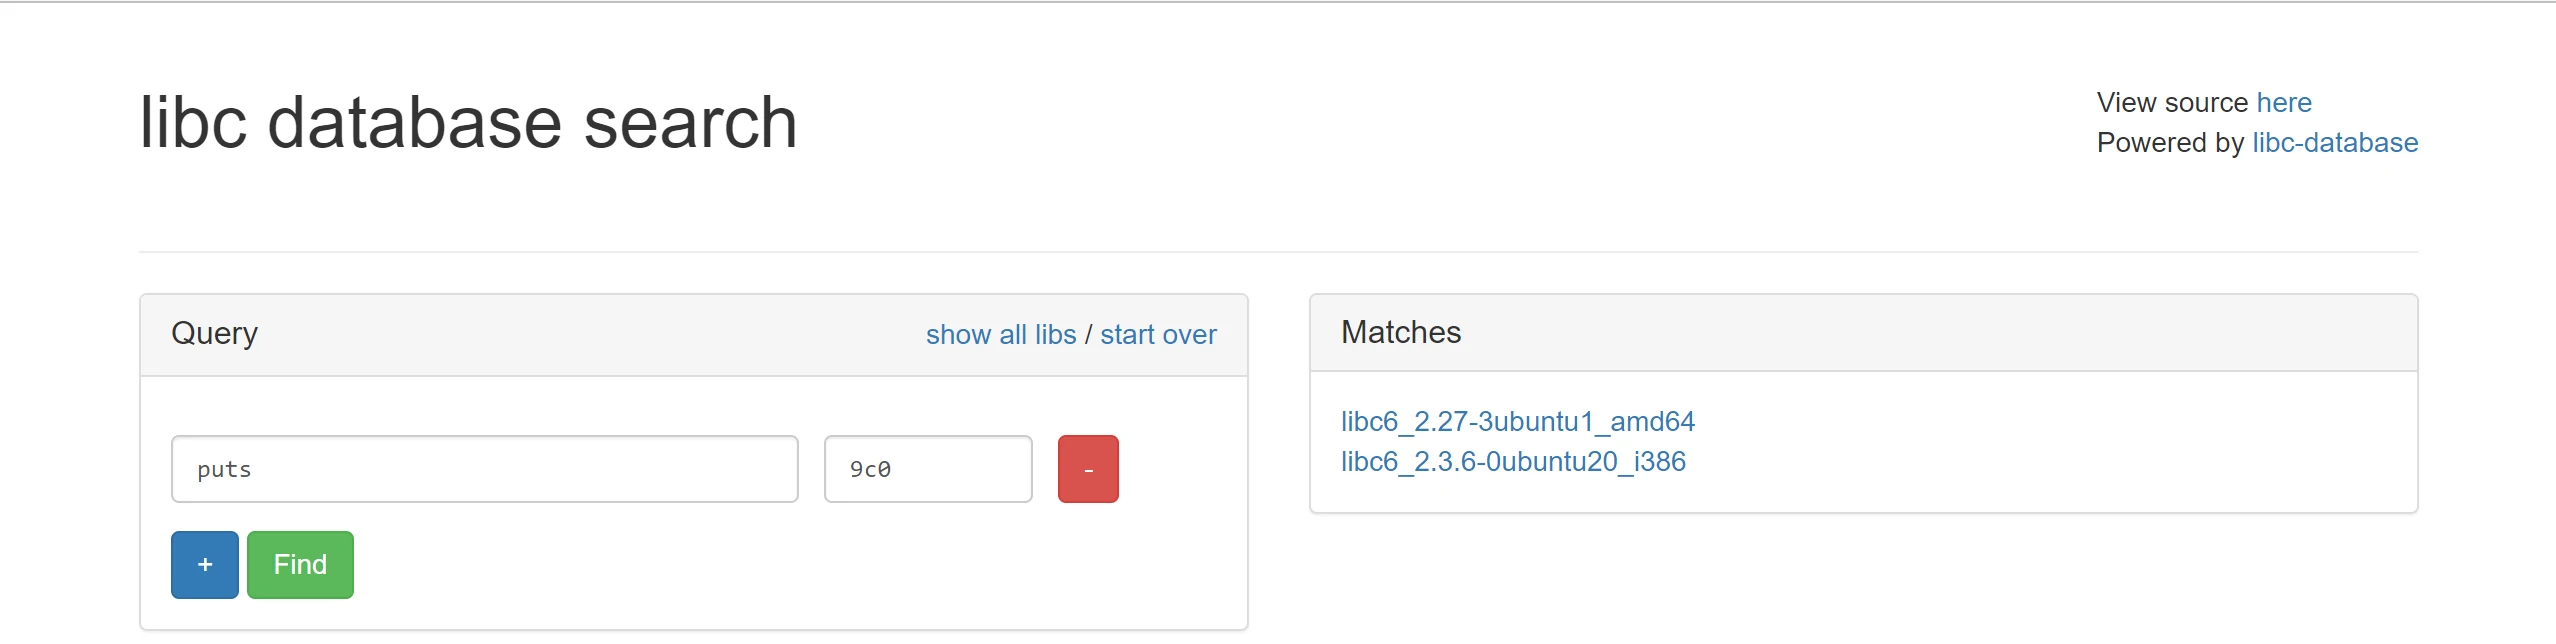 libc database search
View source here
Powered by libc-database
Query
show all libs / start over
puts
9c0
-
+
Find
Matches
libc6_2.27-3ubuntu1_amd64
libc6_2.3.6-0ubuntu20_i386